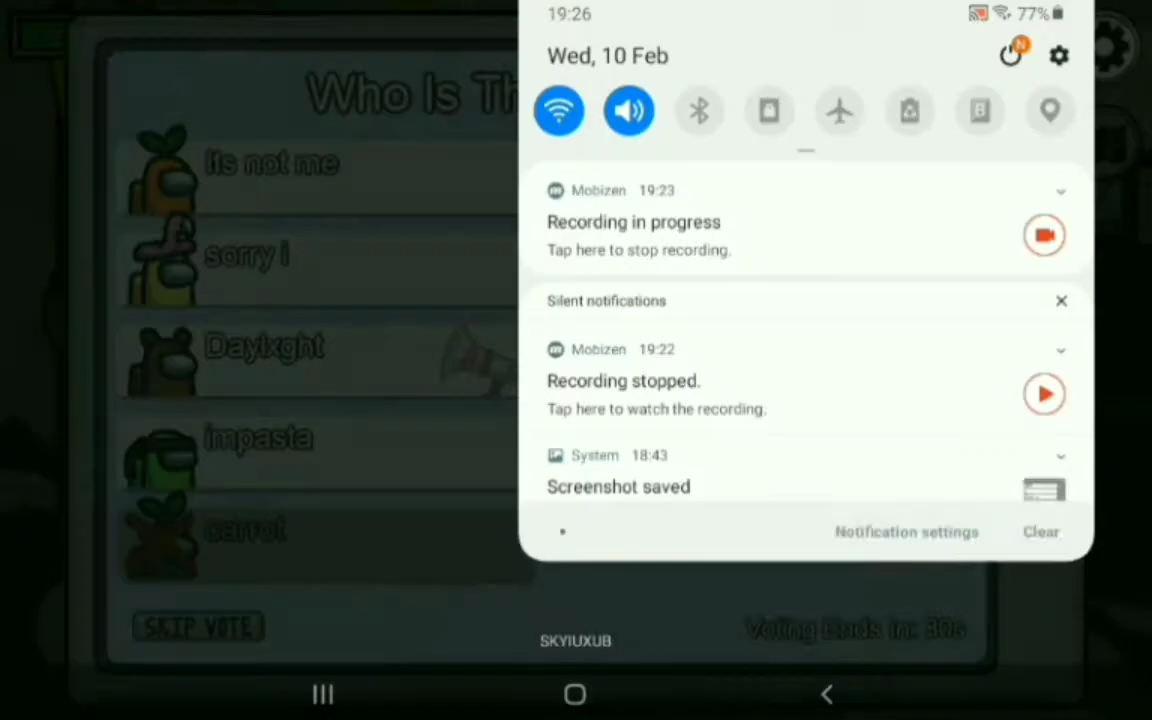 19:26
77%
Wed, 10 Feb
N
Who Is Th
Its not me
sorry i
Daylxght
impasta
carrot
SKIP VOTE
Voting Ends In: 30s
Mobizen 19:23
Recording in progress
Tap here to stop recording.
Silent notifications
Mobizen 19:22
Recording stopped.
Tap here to watch the recording.
System 18:43
Screenshot saved
Notification settings
Clear
SKYIUXUB